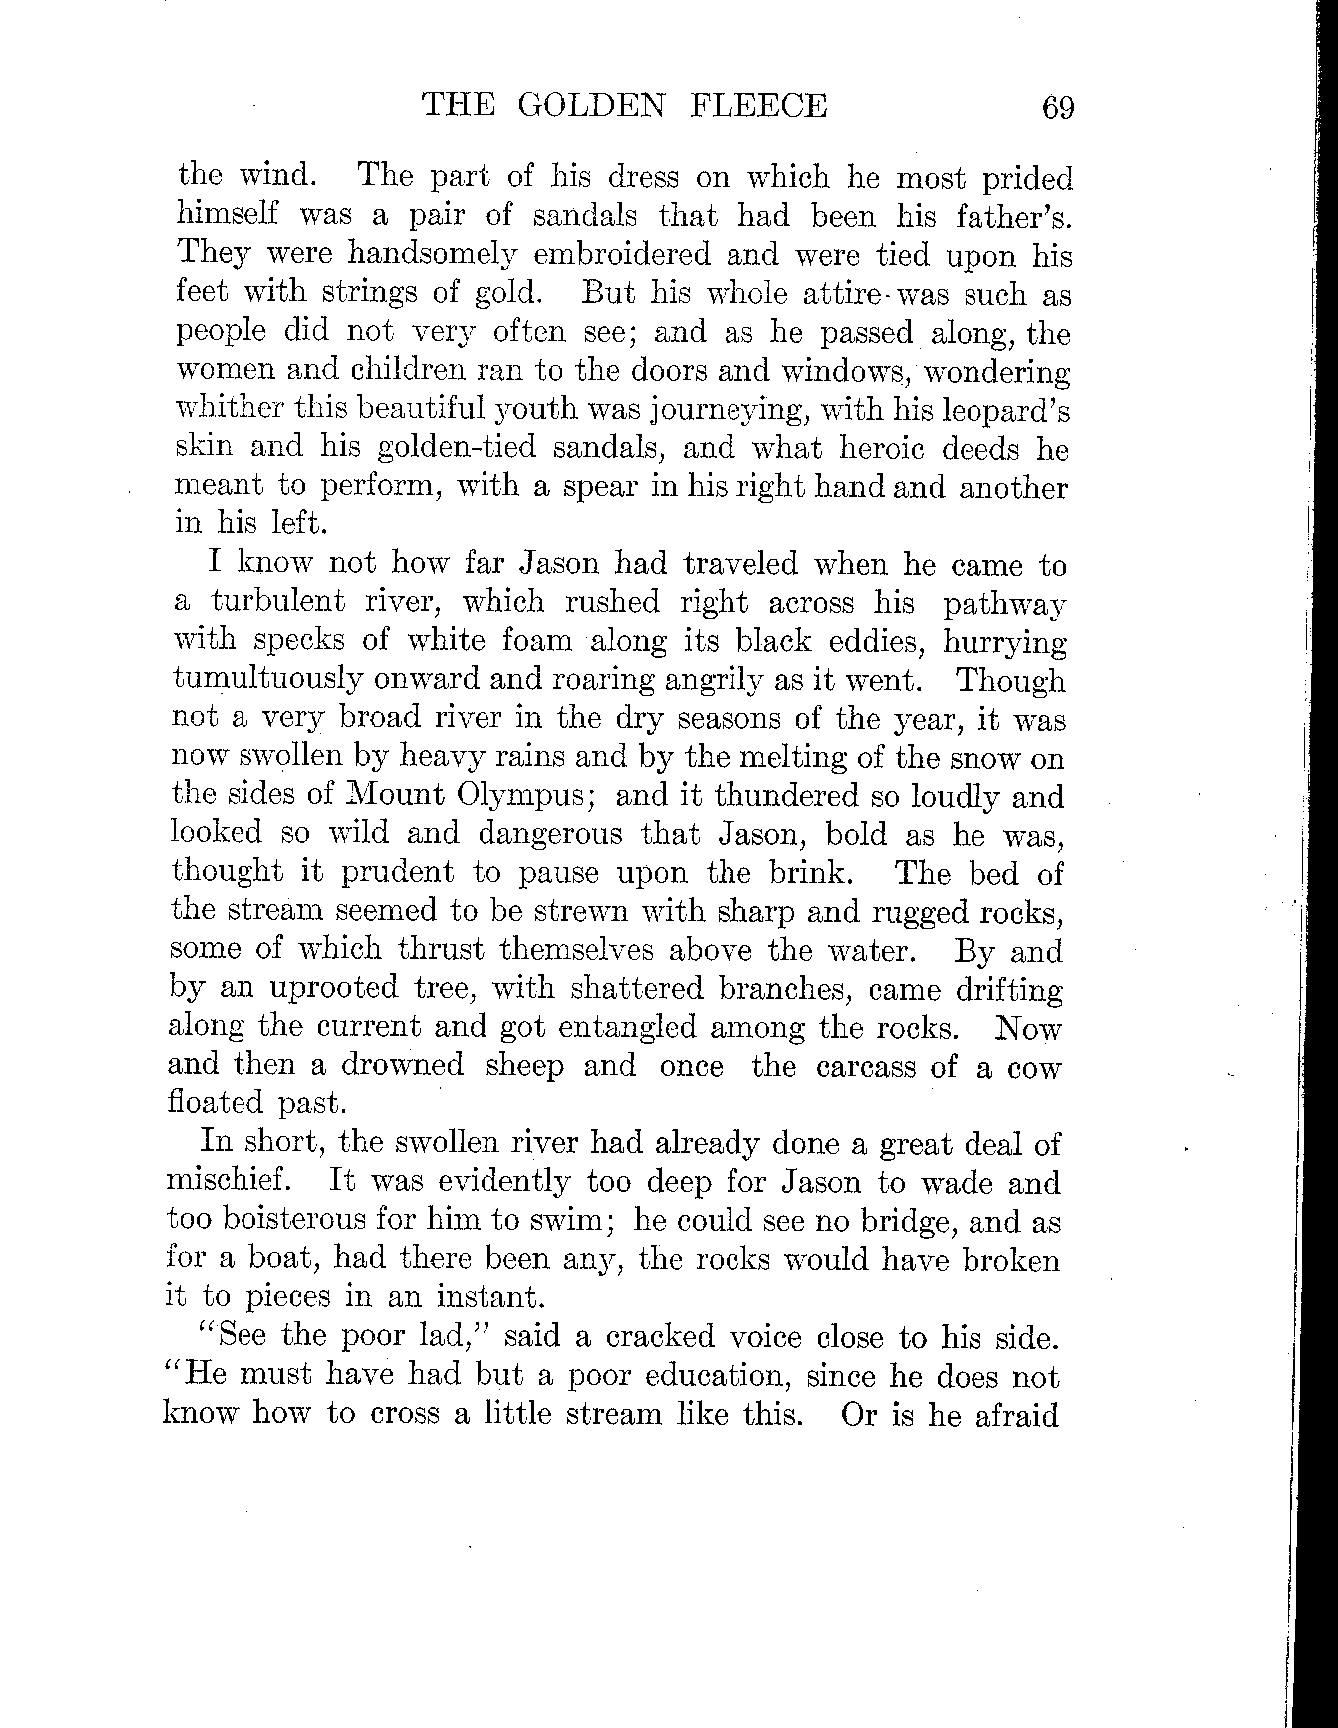 THE GOLDEN FLEECE 69
the wind. The part of his dress on which he most prided
himself was a pair of sandals that had been his father's.
They were handsomely embroidered and were tied upon his
feet with strings of gold. But his whole attire was such as
people did not very often see; and as he passed along, the
women and children ran to the doors and windows, wondering
whither this beautiful youth was journeying, with his leopard's
skin and his golden-tied sandals, and what heroic deeds he
meant to perform, with a spear in his right hand and another
in his left.
I know not how far Jason had traveled when he came to
a turbulent river, which rushed right across his pathway
with specks of white foam along its black eddies, hurrying
tumultuously onward and roaring angrily as it went. Though
not a very broad river in the dry seasons of the year, it was
now swollen by heavy rains and by the melting of the snow on
the sides of Mount Olympus; and it thundered so loudly and
looked so wild and dangerous that Jason, bold as he was,
thought it prudent to pause upon the brink. The bed of
the stream seemed to be strewn with sharp and rugged rocks,
some of which thrust themselves above the water. By and
by an uprooted tree, with shattered branches, came drifting
along the current and got entangled among the rocks. Now
and then a drowned sheep and once the carcass of a cow
floated past.
In short, the swollen river had already done a great deal of
mischief. It was evidently too deep for Jason to wade and
too boisterous for him to swim; he could see no bridge, and as
for a boat, had there been any, the rocks would have broken
it to pieces in an instant.
"See the poor lad," said a cracked voice close to his side.
"He must have had but a poor education, since he does not
know how to cross a little stream like this. Or is he afraid